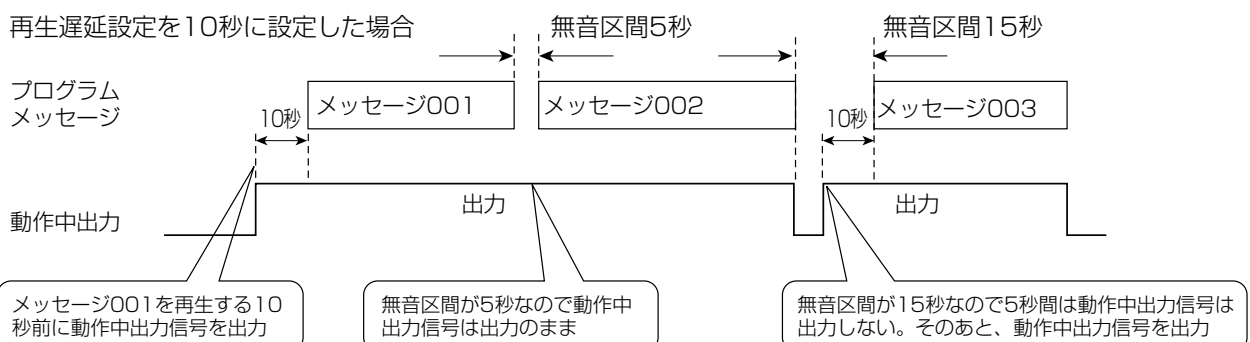 再生遅延設定を10秒に設定した場合
無音区間5秒
無音区間15秒
プログラム
メッセージ
10秒
メッセージ001
メッセージ002
10秒
メッセージ003
動作中出力
出力
出力
メッセージ001を再生する10
秒前に動作中出力信号を出力
無音区間が5秒なので動作中
出力信号は出力のまま
無音区間が15秒なので5秒間は動作中出力信号は
出力しない。そのあと、動作中出力信号を出力